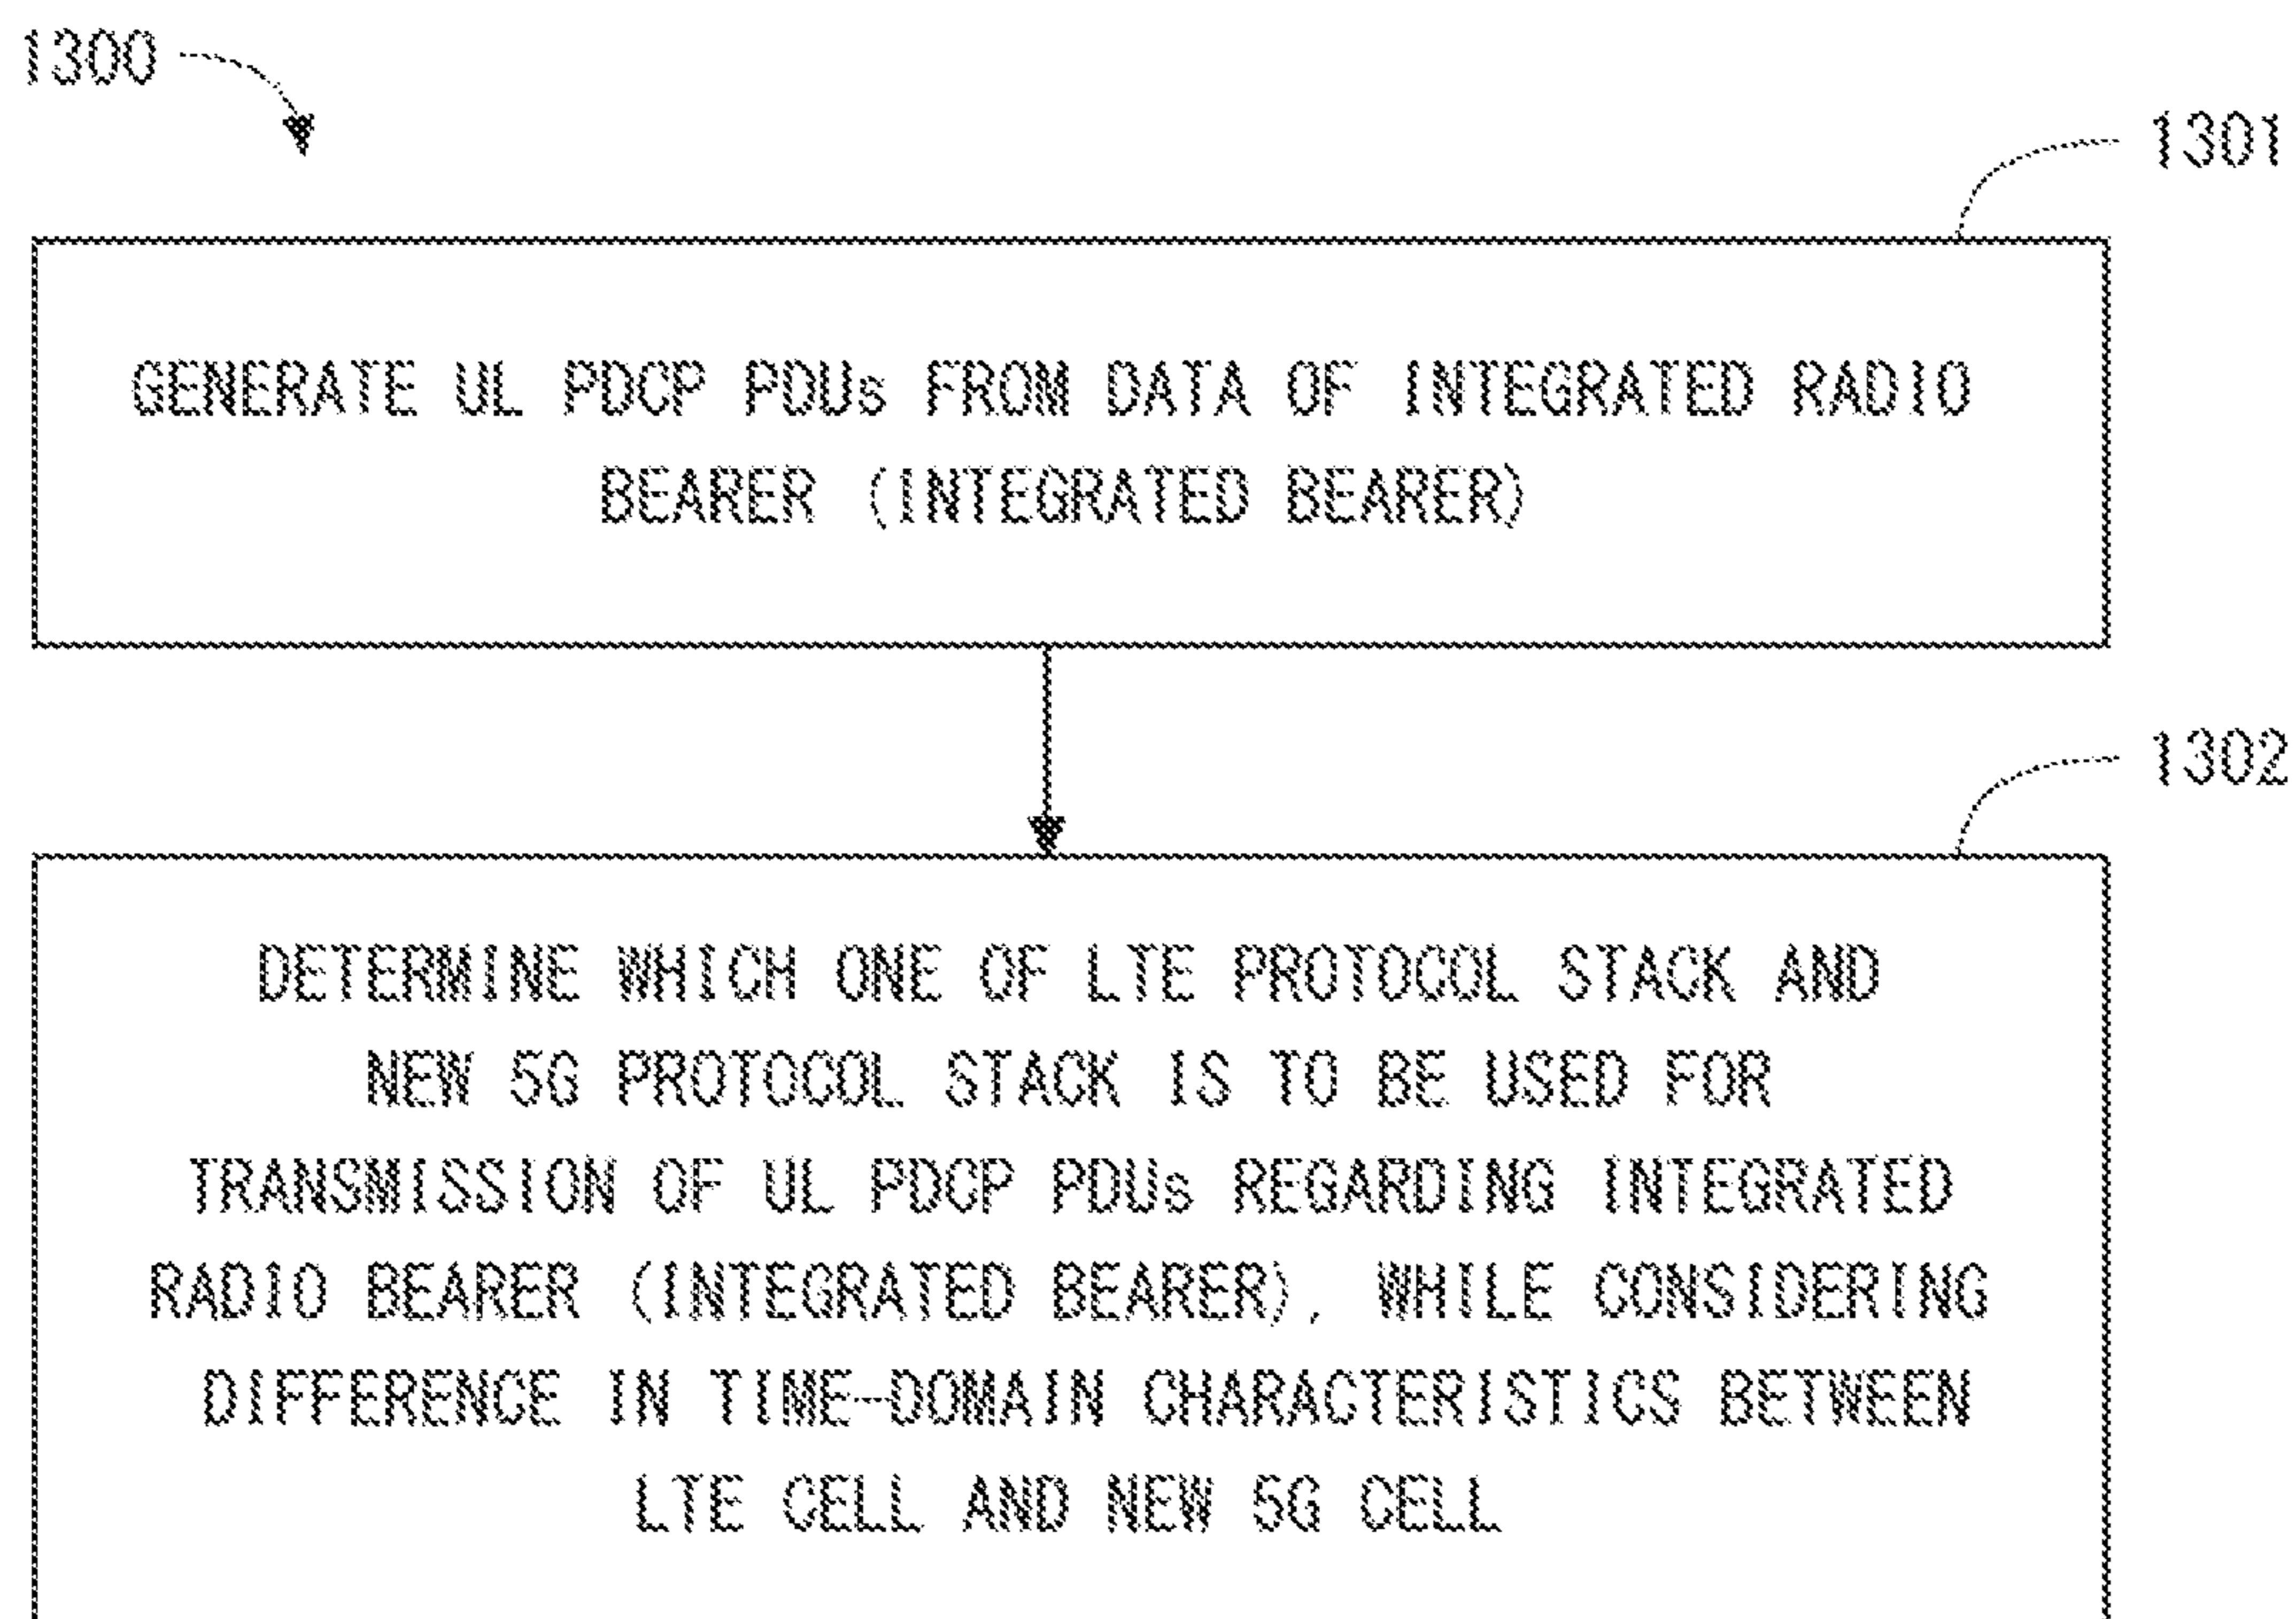 1300
1301
GENERATE UL PDCP PDUs FROM DATA OF INTEGRATED RADIO
BEARER (INTEGRATED BEARER)
1302
DETERMINE WHICH ONE OF LTE PROTOCOL STACK AND
NEW 5G PROTOCOL STACK IS TO BE USED FOR
TRANSMISSION OF UL PDCP PDUs REGARDING INTEGRATED
RADIO BEARER (INTEGRATED BEARER), WHILE CONSIDERING
DIFFERENCE IN TIME-DOMAIN CHARACTERISTICS BETWEEN
LTE CELL AND NEW 5G CELL